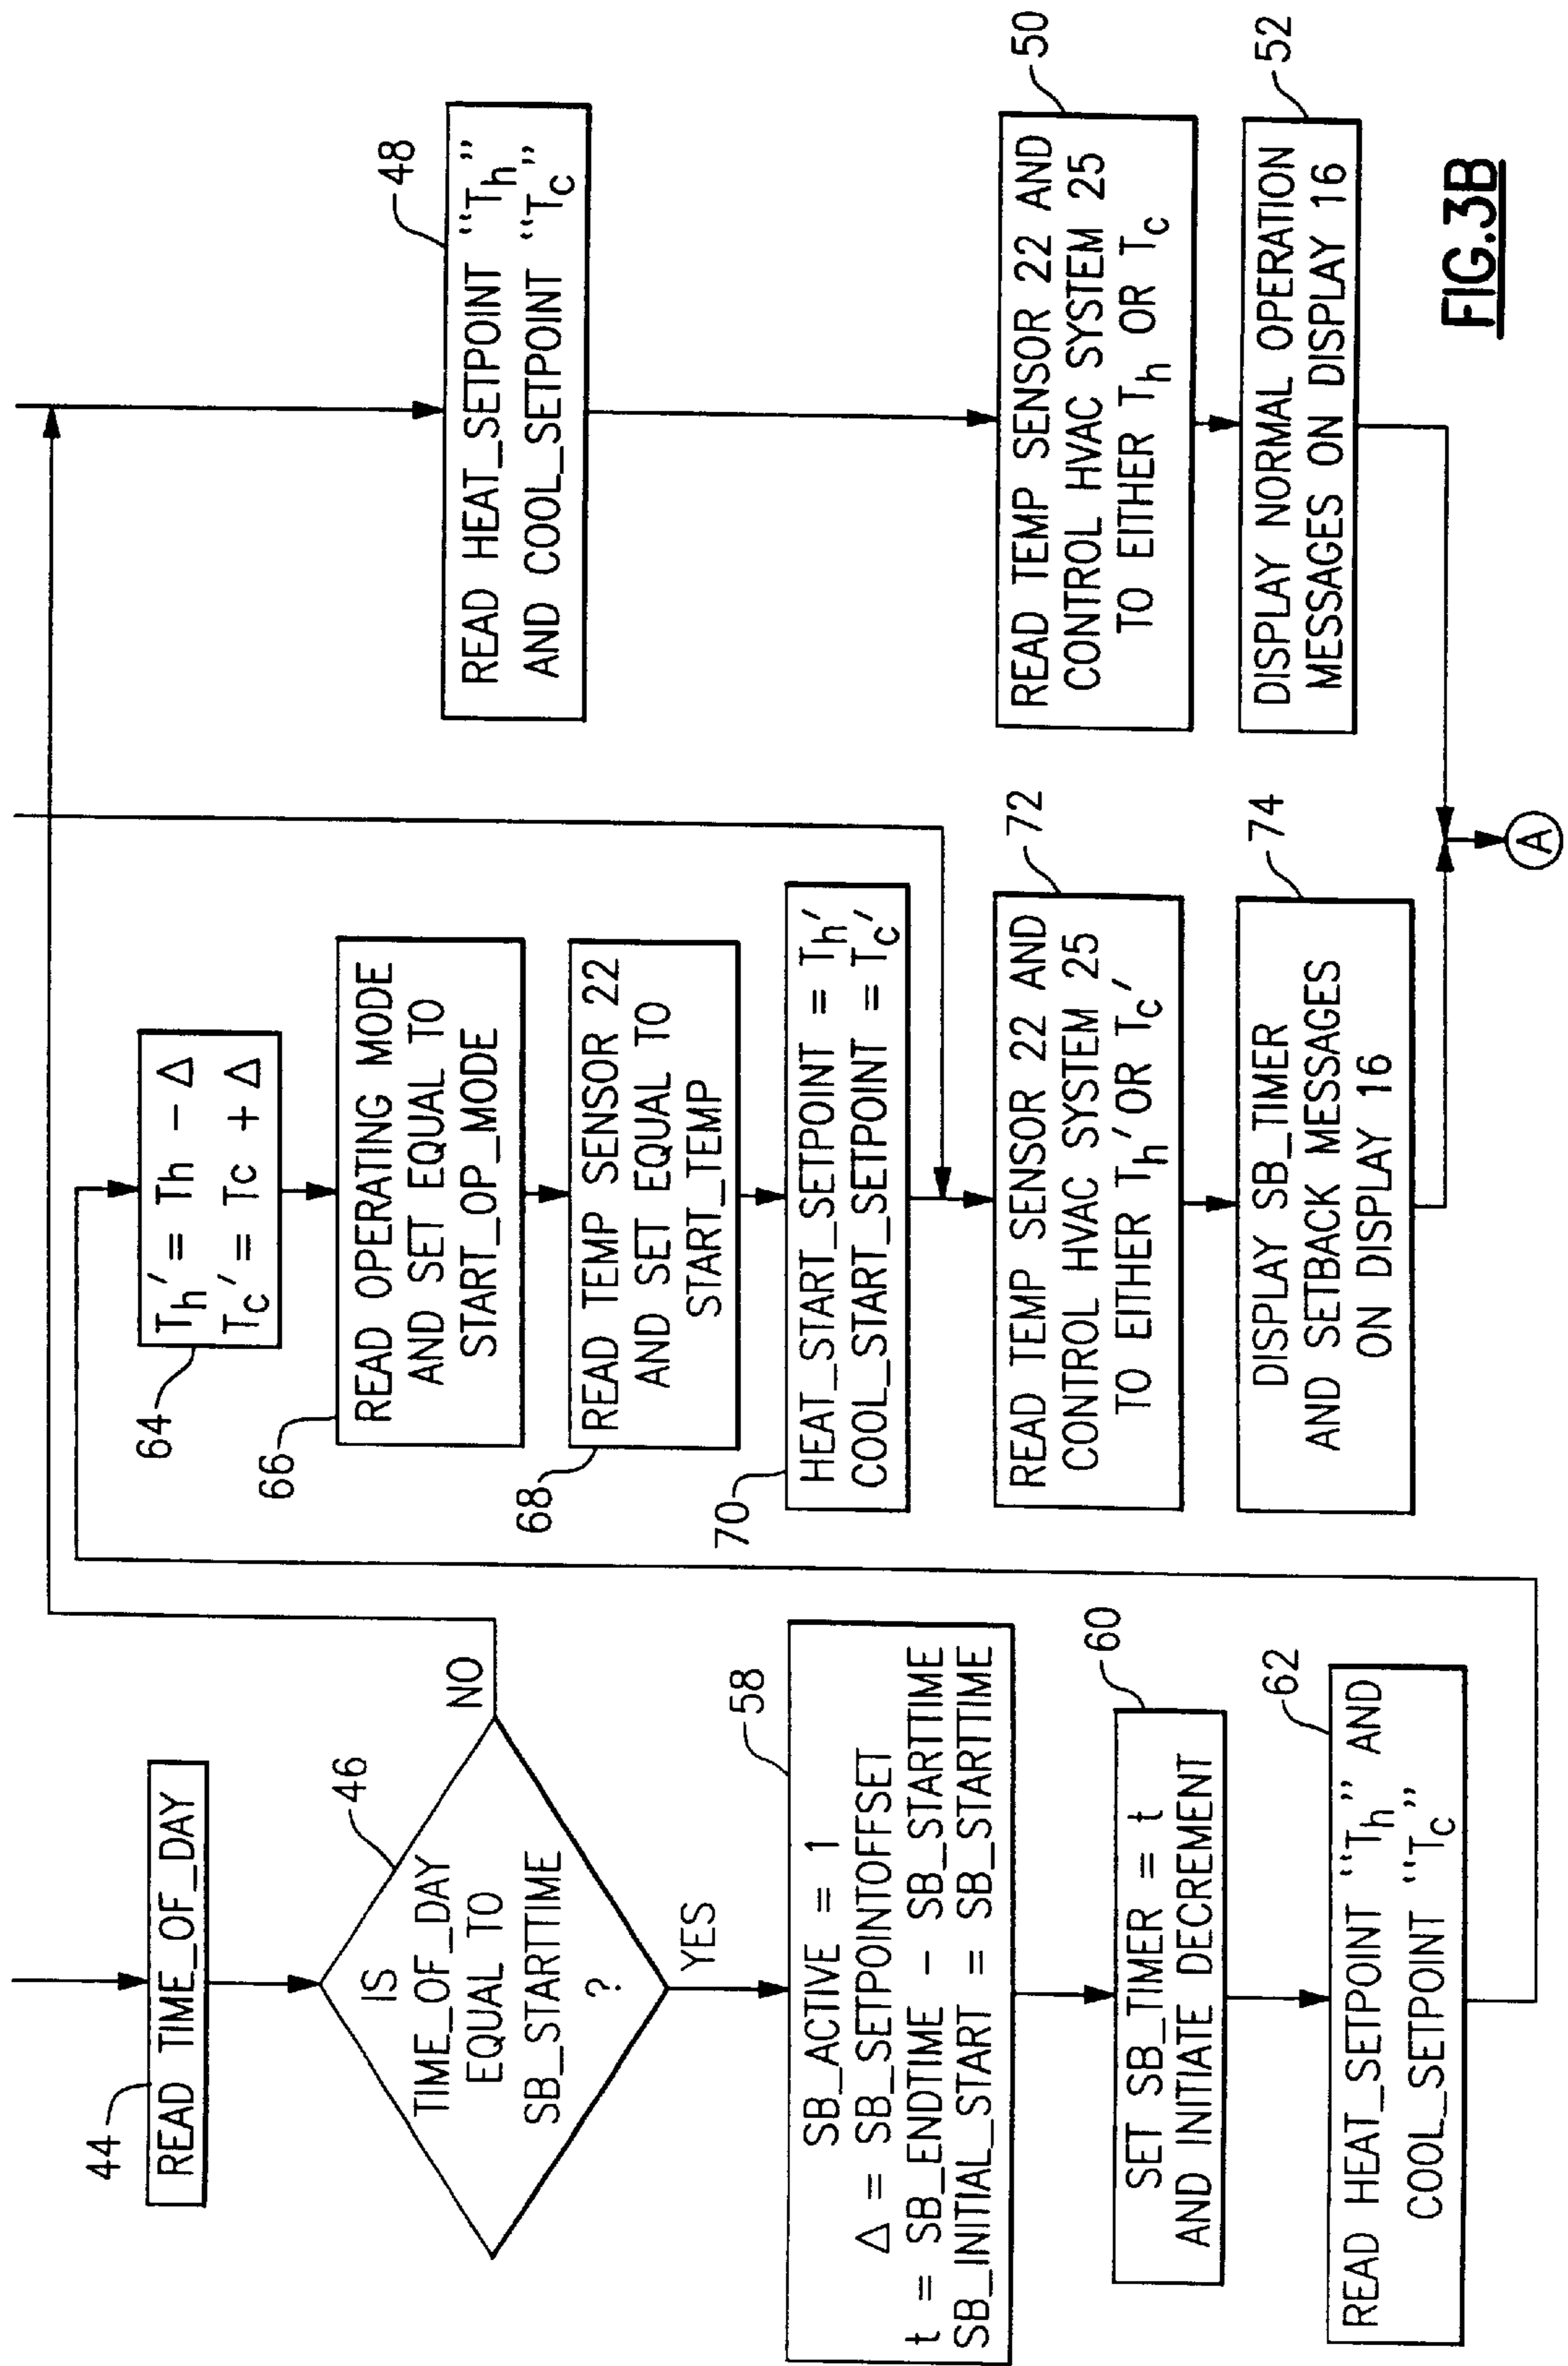 44
READ TIME_OF_DAY
46
IS
TIME_OF_DAY
EQUAL TO
SB_STARTTIME
?
NO
YES
58
SB_ACTIVE = 1
Δ = SB_SETPOINTOFFSET
t = SB_ENDTIME – SB_STARTTIME
SB_INITIAL_START = SB_STARTTIME
60
SET SB_TIMER = t
AND INITIATE DECREMENT
62
READ HEAT_SETPOINT “Th” AND
COOL_SETPOINT “Tc”
64
Th′ = Th – Δ
Tc′ = Tc + Δ
66
READ OPERATING MODE
AND SET EQUAL TO
START_OP_MODE
68
READ TEMP SENSOR 22
AND SET EQUAL TO
START_TEMP
70
HEAT_START_SETPOINT = Th′
COOL_START_SETPOINT = Tc′
72
READ TEMP SENSOR 22 AND
CONTROL HVAC SYSTEM 25
TO EITHER Th′ OR Tc′
74
DISPLAY SB_TIMER
AND SETBACK MESSAGES
ON DISPLAY 16
48
READ HEAT_SETPOINT “Th”
AND COOL_SETPOINT “Tc”
50
READ TEMP SENSOR 22 AND
CONTROL HVAC SYSTEM 25
TO EITHER Th OR Tc
52
DISPLAY NORMAL OPERATION
MESSAGES ON DISPLAY 16
A
FIG.3B